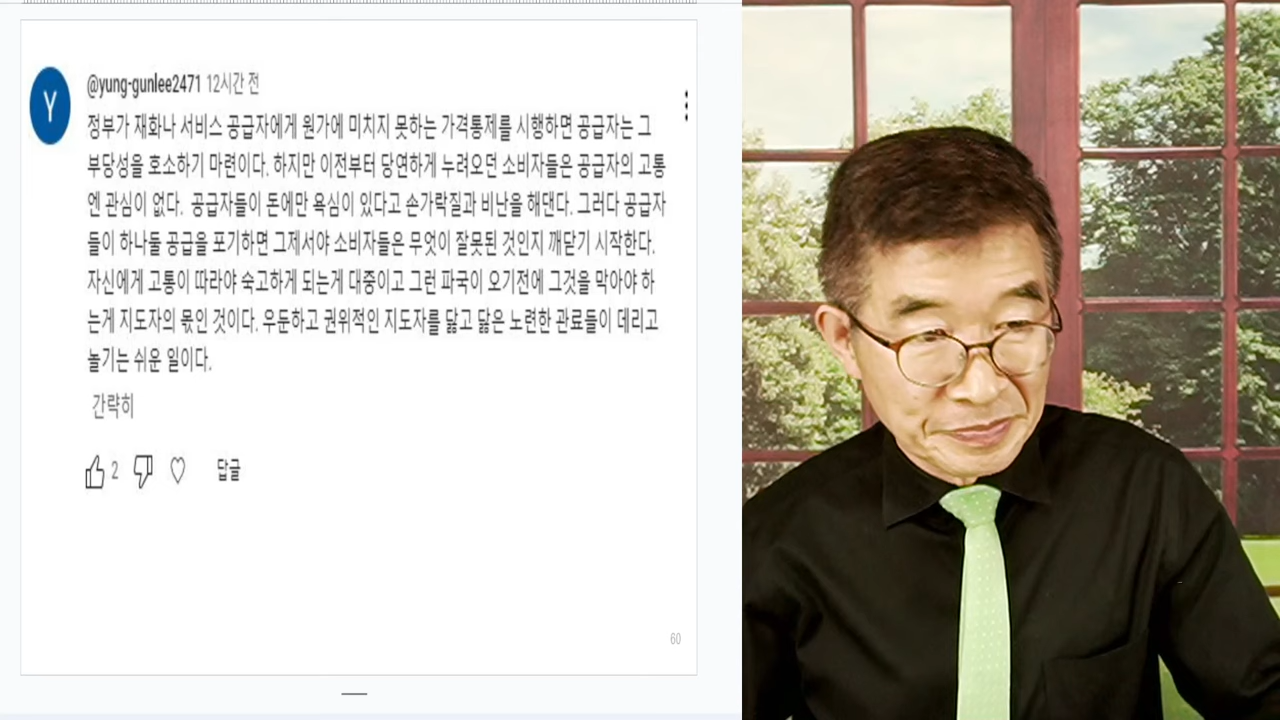 Y
@yung-gunlee2471 12시간 전
정부가 재화나 서비스 공급자에게 원가에 미치지 못하는 가격통제를 시행하면 공급자는 그
부당성을 호소하기 마련이다. 하지만 이전부터 당연하게 누려오던 소비자들은 공급자의 고통
엔 관심이 없다. 공급자들이 돈에만 욕심이 있다고 손가락질과 비난을 해댄다. 그러다 공급자
들이 하나둘 공급을 포기하면 그제서야 소비자들은 무엇이 잘못된 것인지 깨닫기 시작한다.
자신에게 고통이 따라야 숙고하게 되는게 대중이고 그런 파국이 오기전에 그것을 막아야 하
는게 지도자의 몫인 것이다. 우둔하고 권위적인 지도자를 닳고 닳은 노련한 관료들이 데리고
놀기는 쉬운 일이다.
간략히
2 답글
60